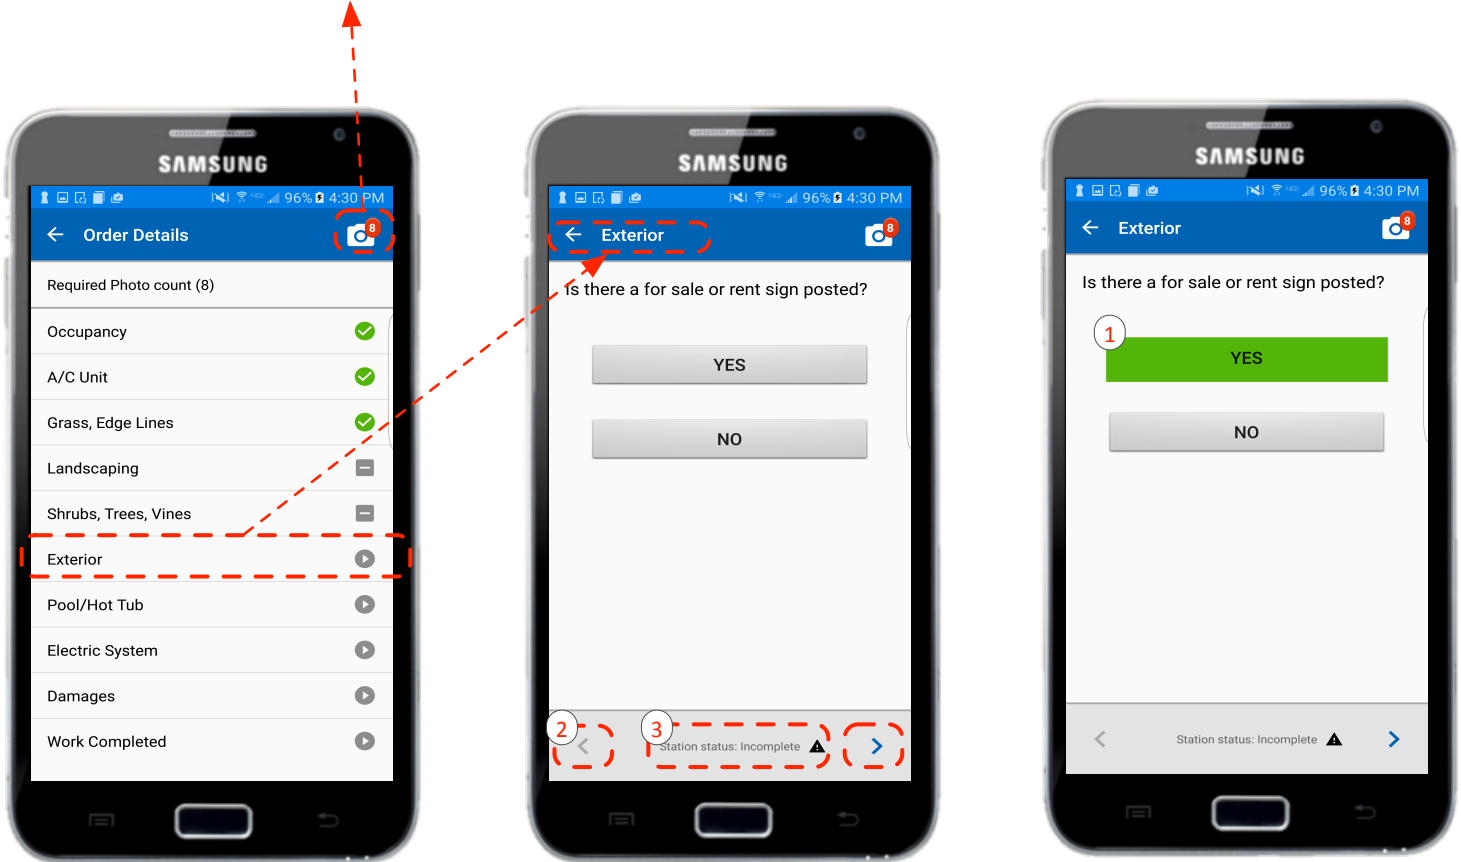 SAMSUNG
96% 4:30 PM
Order Details
8
Required Photo count (8)
Occupancy
A/C Unit
Grass, Edge Lines
Landscaping
Shrubs, Trees, Vines
Exterior
Pool/Hot Tub
Electric System
Damages
Work Completed
SAMSUNG
96% 4:30 PM
Exterior
8
Is there a for sale or rent sign posted?
YES
NO
2
3
Station status: Incomplete
SAMSUNG
96% 4:30 PM
Exterior
8
Is there a for sale or rent sign posted?
1
YES
NO
Station status: Incomplete